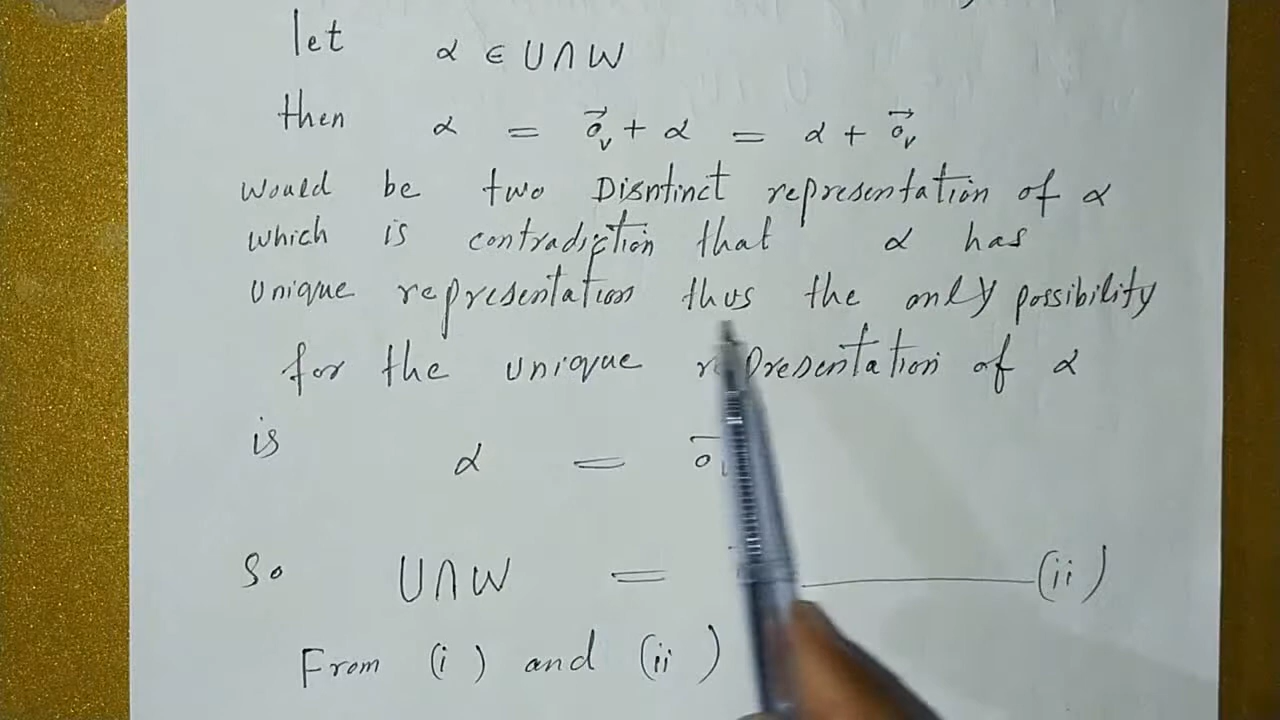 let α ∈ U∩W
then α = 0⃗ᵥ + α = α + 0⃗ᵥ
would be two Disntinct representation of α
which is contradiction that α has
unique representation thus the only possibility
for the unique representation of α
is α =
So U∩W = (ii)
From (i) and (ii)